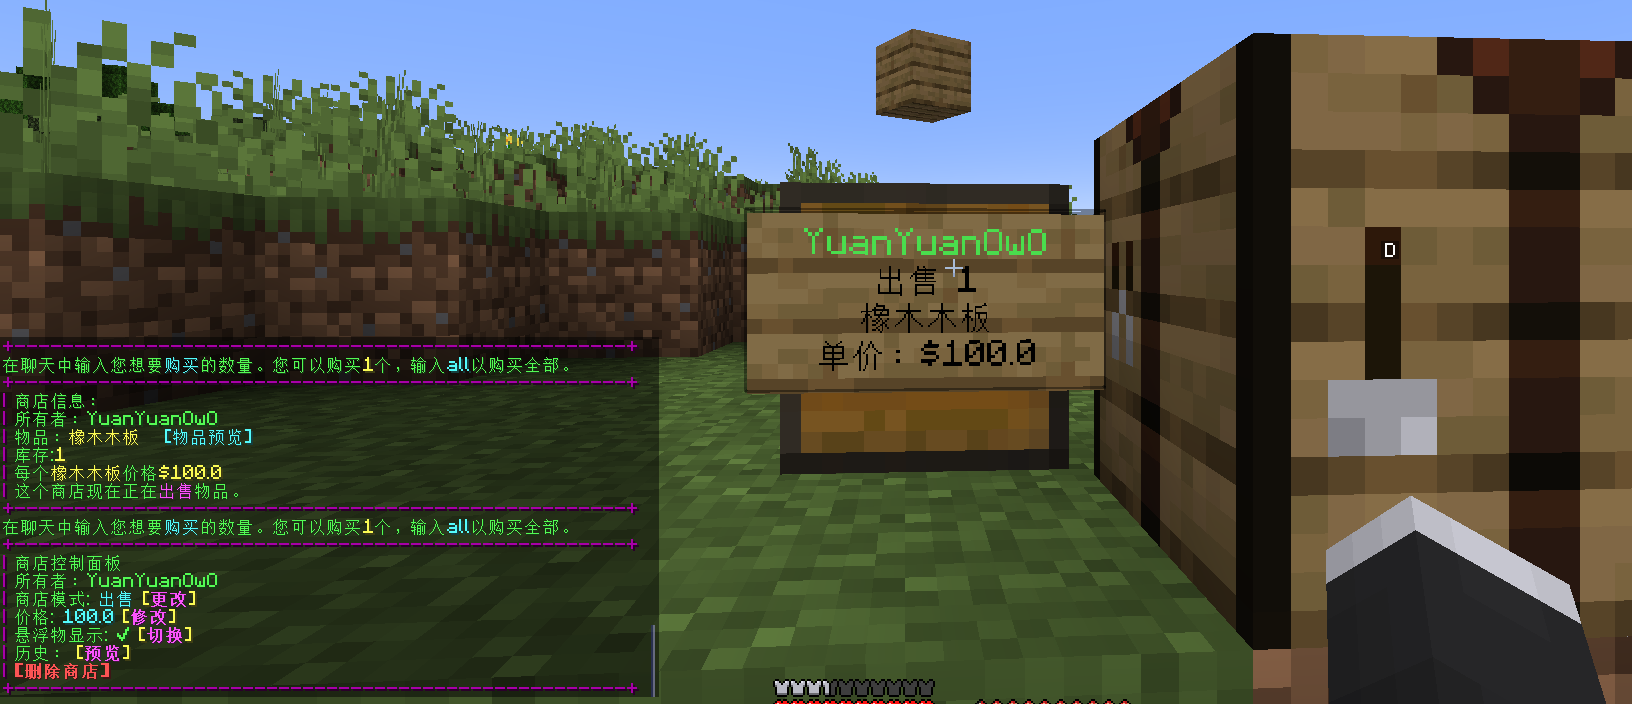 YuanYuanOwO
出售 1
橡木木板
单价：$100.0
D
在聊天中输入您想要购买的数量。您可以购买1个，输入all以购买全部。
商店信息：
所有者：YuanYuanOwO
物品：橡木木板 [物品预览]
库存:1
每个橡木木板价格$100.0
这个商店现在正在出售物品。
在聊天中输入您想要购买的数量。您可以购买1个，输入all以购买全部。
商店控制面板
所有者：YuanYuanOwO
商店模式: 出售 [更改]
价格: 100.0 [修改]
悬浮物显示: ✓ [切换]
历史： [预览]
[删除商店]